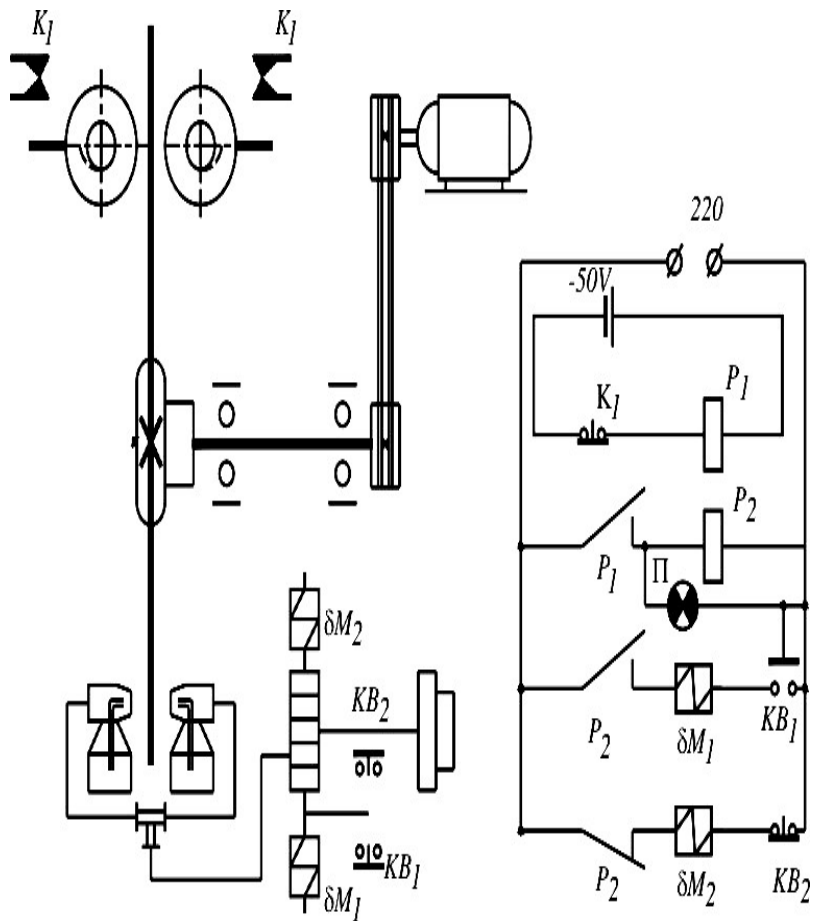 K1 K1
220
-50V
K1 P1
P2
P1 П
δM2
KB2
P2 δM1 KB1
KB1
δM1
P2 δM2 KB2